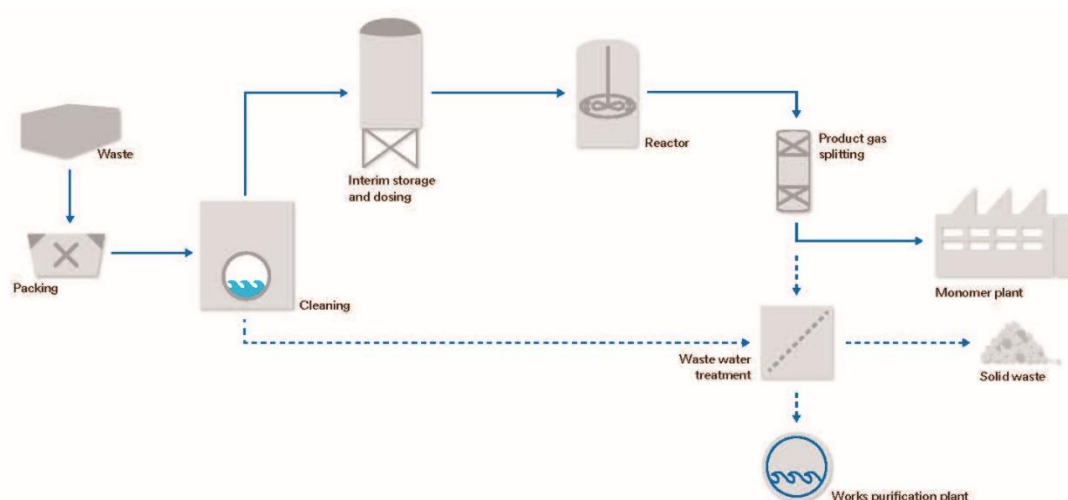 Waste
Packing
Cleaning
Interim storage
and dosing
Reactor
Product gas
splitting
Monomer plant
Waste water
treatment
Solid waste
Works purification plant